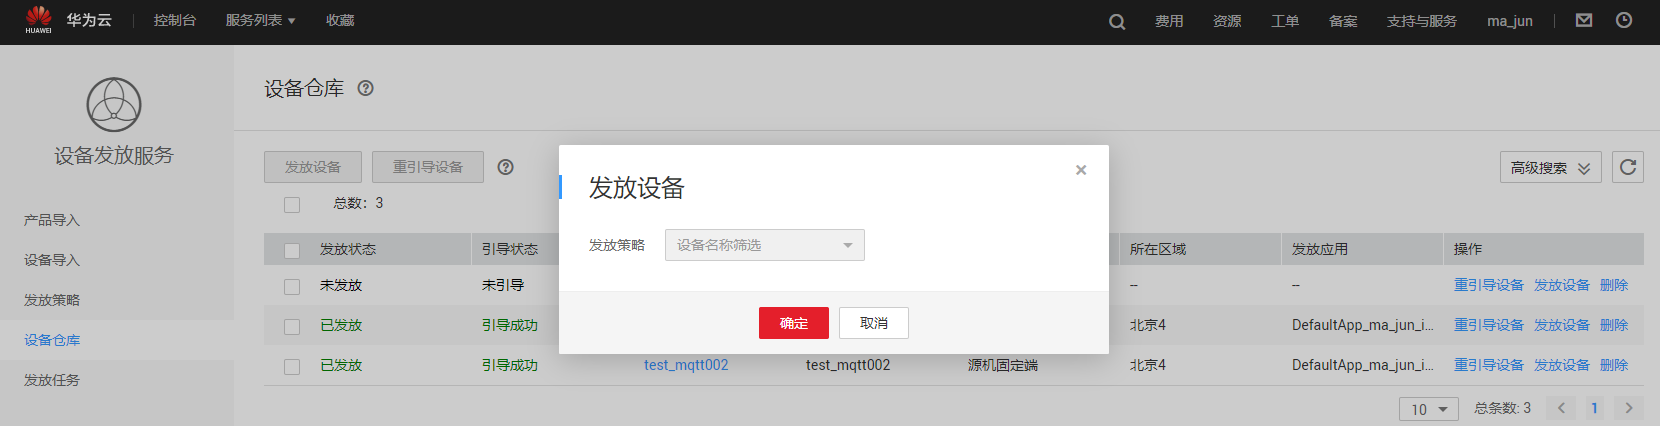 HUAWEI 华为云 控制台 服务列表 收藏 费用 资源 工单 备案 支持与服务 ma_jun
设备发放服务
产品导入
设备导入
发放策略
设备仓库
发放任务
设备仓库
发放设备 重引导设备 高级搜索
总数：3
发放设备
发放策略 设备名称筛选
确定 取消
发放状态 引导状态 所在区域 发放应用 操作
未发放 未引导 -- -- 重引导设备 发放设备 删除
已发放 引导成功 北京4 DefaultApp_ma_jun_i... 重引导设备 发放设备 删除
已发放 引导成功 test_mqtt002 test_mqtt002 源机固定端 北京4 DefaultApp_ma_jun_i... 重引导设备 发放设备 删除
10 总条数: 3 1